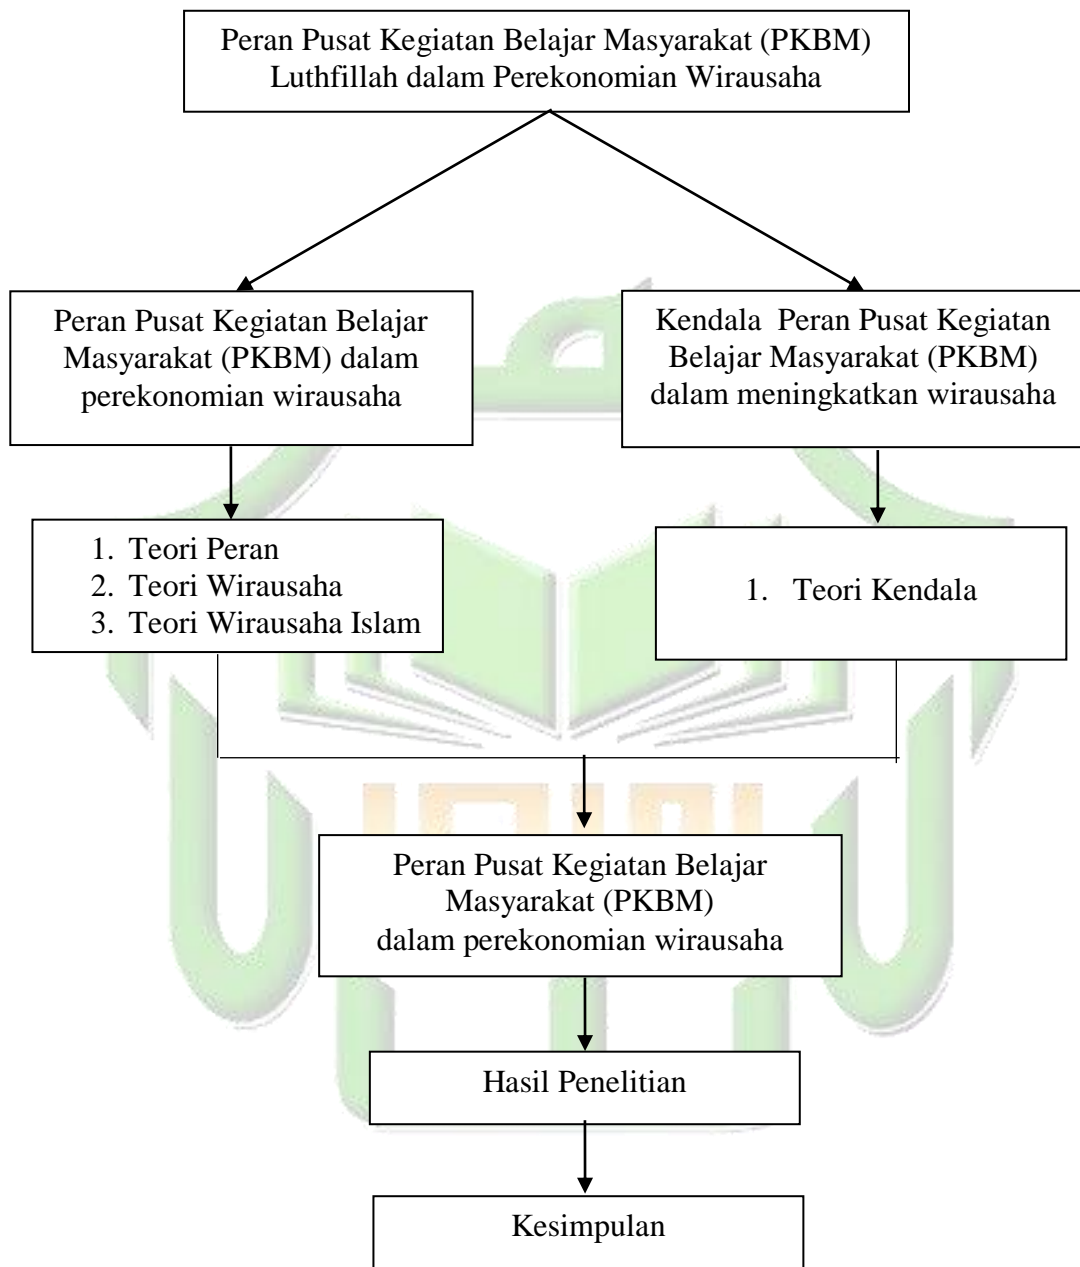 Peran Pusat Kegiatan Belajar Masyarakat (PKBM)
Luthfillah dalam Perekonomian Wirausaha
Peran Pusat Kegiatan Belajar
Masyarakat (PKBM) dalam
perekonomian wirausaha
Kendala Peran Pusat Kegiatan
Belajar Masyarakat (PKBM)
dalam meningkatkan wirausaha
1. Teori Peran
2. Teori Wirausaha
3. Teori Wirausaha Islam
1. Teori Kendala
Peran Pusat Kegiatan Belajar
Masyarakat (PKBM)
dalam perekonomian wirausaha
Hasil Penelitian
Kesimpulan